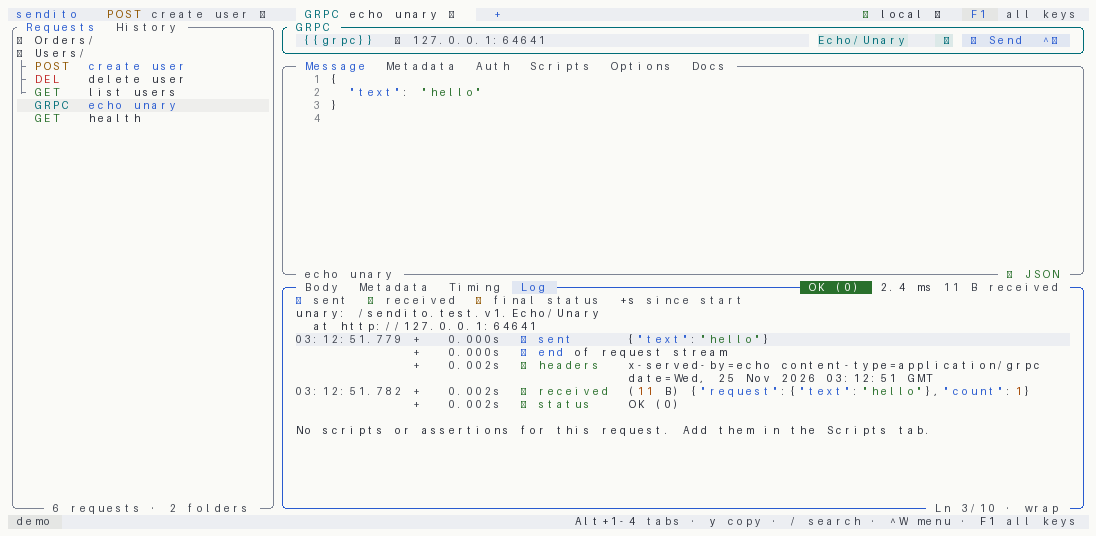 sendito POST create user GRPC echo unary + local F1 all keys
Requests History
Orders/
Users/
POST create user
DEL delete user
GET list users
GRPC echo unary
GET health
6 requests · 2 folders
GRPC
{{grpc}} 127.0.0.1:64641 Echo/Unary Send ^
Message Metadata Auth Scripts Options Docs
1 {
2 "text": "hello"
3 }
4
echo unary JSON
Body Metadata Timing Log OK (0) 2.4 ms 11 B received
sent received final status +s since start
unary: /sendito.test.v1.Echo/Unary
at http://127.0.0.1:64641
03:12:51.779 + 0.000s sent {"text":"hello"}
+ 0.000s end of request stream
+ 0.002s headers x-served-by=echo content-type=application/grpc
date=Wed, 25 Nov 2026 03:12:51 GMT
03:12:51.782 + 0.002s received (11 B) {"request":{"text":"hello"},"count":1}
+ 0.002s status OK (0)
No scripts or assertions for this request. Add them in the Scripts tab.
Ln 3/10 · wrap
demo Alt+1-4 tabs · y copy · / search · ^W menu · F1 all keys